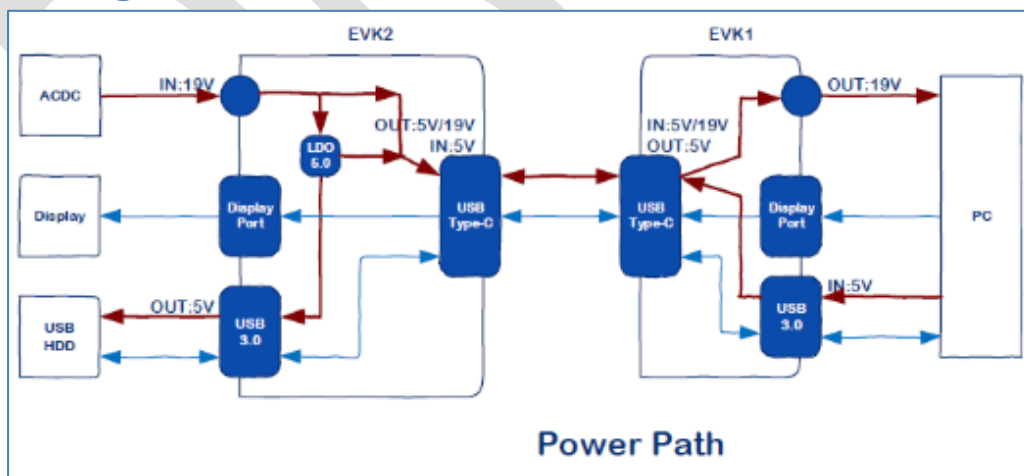 EVK2
EVK1
ACDC
IN:19V
OUT:19V
OUT:5V/19V
IN:5V
IN:5V/19V
OUT:5V
LDO
5.0
Display
Display
Port
USB
Type-C
USB
Type-C
Display
Port
PC
OUT:5V
IN:5V
USB
HDD
USB
3.0
USB
3.0
Power Path